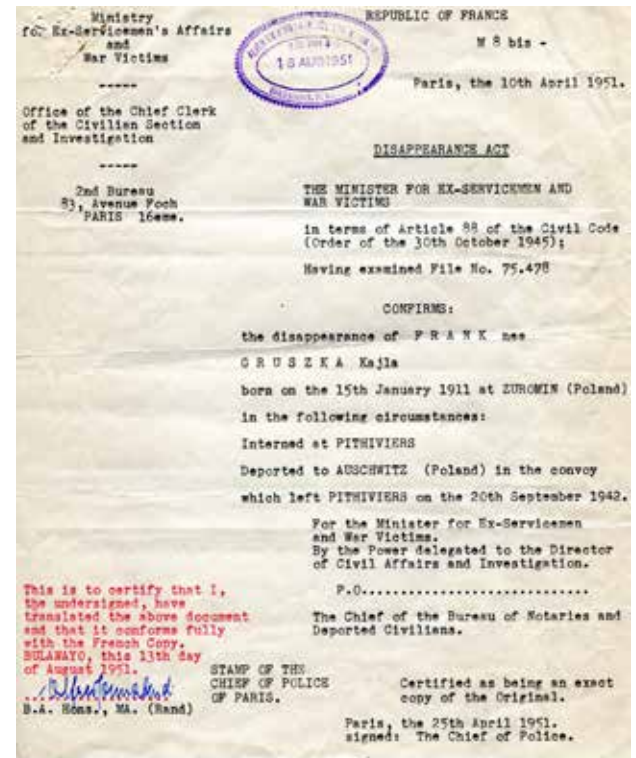 Ministry
for Ex-Servicemen's Affairs
and
War Victims
-----
Office of the Chief Clerk
of the Civilian Section
and Investigation
-----
2nd Bureau
83, Avenue Foch
PARIS 16eme.
REPUBLIC OF FRANCE
M 8 bis -
18 AUG 1951
Paris, the 10th April 1951.
DISAPPEARANCE ACT
THE MINISTER FOR EX-SERVICEMEN AND
WAR VICTIMS
in terms of Article 88 of the Civil Code
(Order of the 30th October 1945);
Having examined File No. 75.478
CONFIRMS:
the disappearance of F R A N K nee
G R U S Z K A Kajla
born on the 15th January 1911 at ZUROMIN (Poland)
in the following circumstances:
Interned at PITHIVIERS
Deported to AUSCHWITZ (Poland) in the convoy
which left PITHIVIERS on the 20th September 1942.
For the Minister for Ex-Servicemen
and War Victims.
By the Power delegated to the Director
of Civil Affairs and Investigation.
P.O.............................
The Chief of the Bureau of Notaries and
Deported Civilians.
This is to certify that I,
the undersigned, have
translated the above document
and that it conforms fully
with the French Copy.
BULAWAYO, this 13th day
of August 1951.
B.A. Hons., MA. (Rand)
STAMP OF THE
CHIEF OF POLICE
OF PARIS.
Certified as being an exact
copy of the Original.
Paris, the 25th April 1951.
signed: The Chief of Police.